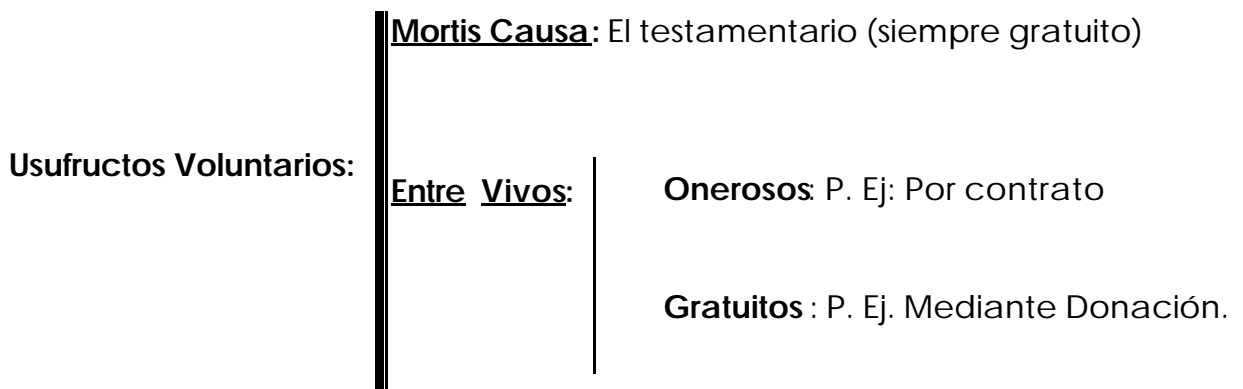 Mortis Causa: El testamentario (siempre gratuito)
Usufructos Voluntarios:
Entre Vivos:
Onerosos: P. Ej: Por contrato
Gratuitos : P. Ej. Mediante Donación.